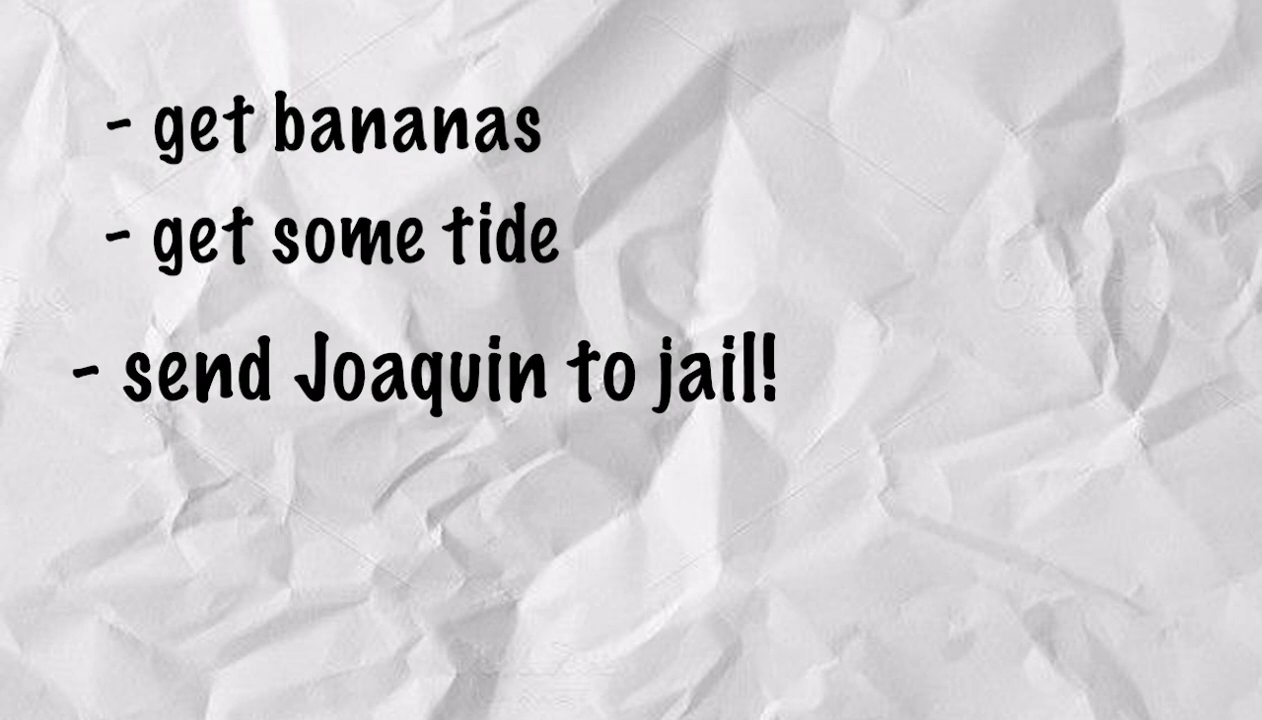 - get bananas
- get some tide
- send Joaquin to jail!